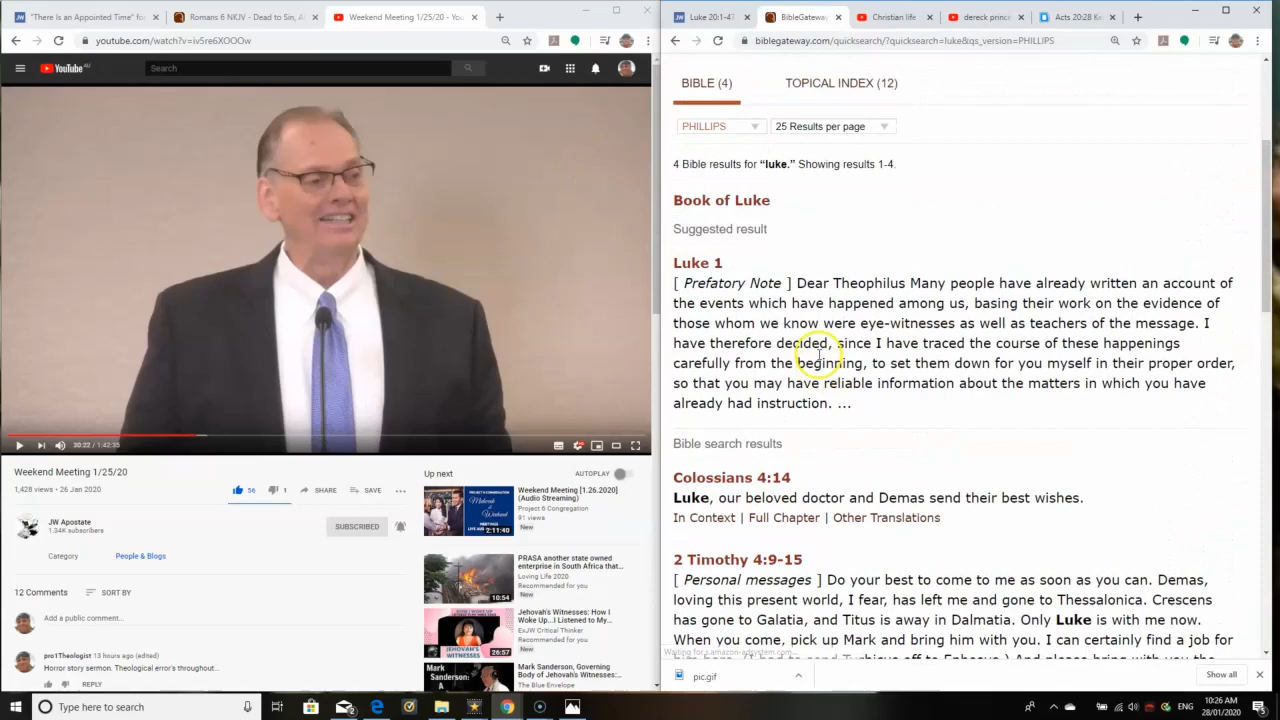 "There Is an Appointed Time" for
Romans 6 NKJV - Dead to Sin, Al
Weekend Meeting 1/25/20 - You
youtube.com/watch?v=iv5re6XOOOw
YouTube AU
Search
30:22 / 1:42:35
Weekend Meeting 1/25/20
1,428 views • 26 Jan 2020
56
1
SHARE
SAVE
JW Apostate
1.34K subscribers
SUBSCRIBED
Category
People & Blogs
12 Comments
SORT BY
Add a public comment...
pro1Theologist 13 hours ago (edited)
Horror story sermon. Theological error's throughout...
REPLY
Up next
AUTOPLAY
Weekend Meeting [1.26.2020]
(Audio Streaming)
Project 6 Congregation
91 views
New
2:11:40
PRASA another state owned
enterprise in South Africa that...
Loving Life 2020
Recommended for you
New
10:54
Jehovah's Witnesses: How I
Woke Up...I Listened to My...
ExJW Critical Thinker
Recommended for you
New
26:57
Mark Sanderson, Governing
Body of Jehovah's Witnesses:...
The Blue Envelope
Mark
Sanderson:
Luke 20:1-47
BibleGateway
Christian life
dereck prince
Acts 20:28 K
biblegateway.com/quicksearch/?quicksearch=luke&qs_version=PHILLIPS
BIBLE (4)
TOPICAL INDEX (12)
PHILLIPS
25 Results per page
4 Bible results for “luke.” Showing results 1-4.
Book of Luke
Suggested result
Luke 1
[ Prefatory Note ] Dear Theophilus Many people have already written an account of
the events which have happened among us, basing their work on the evidence of
those whom we know were eye-witnesses as well as teachers of the message. I
have therefore decided, since I have traced the course of these happenings
carefully from the beginning, to set them down for you myself in their proper order,
so that you may have reliable information about the matters in which you have
already had instruction. ...
Bible search results
Colossians 4:14
Luke, our beloved doctor and Demas send their best wishes.
In Context | Full Chapter | Other Translations
2 Timothy 4:9-15
[ Personal messages ] Do your best to come to me as soon as you can. Demas,
loving this present world, I fear, has left me and gone to Thessalonica. Crescens
has gone to Galatia, and Titus is away in Dalmatia. Only Luke is with me now.
When you come, pick up Mark and bring him with you. I can certainly find a job for
Waiting for s.amazon-adsystem.com...
pic.gif
Show all
Type here to search
ENG
10:26 AM
28/01/2020